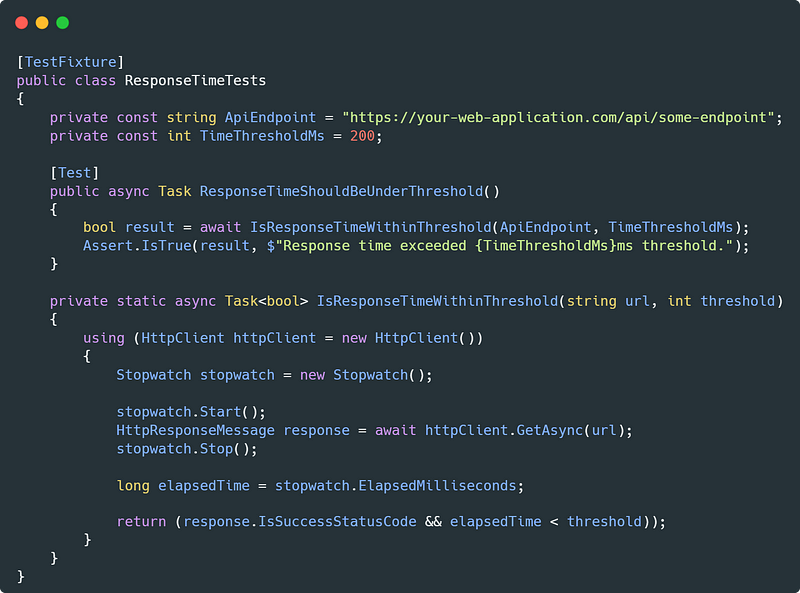 [TestFixture]
public class ResponseTimeTests
{
    private const string ApiEndpoint = "https://your-web-application.com/api/some-endpoint";
    private const int TimeThresholdMs = 200;

    [Test]
    public async Task ResponseTimeShouldBeUnderThreshold()
    {
        bool result = await IsResponseTimeWithinThreshold(ApiEndpoint, TimeThresholdMs);
        Assert.IsTrue(result, $"Response time exceeded {TimeThresholdMs}ms threshold.");
    }

    private static async Task<bool> IsResponseTimeWithinThreshold(string url, int threshold)
    {
        using (HttpClient httpClient = new HttpClient())
        {
            Stopwatch stopwatch = new Stopwatch();

            stopwatch.Start();
            HttpResponseMessage response = await httpClient.GetAsync(url);
            stopwatch.Stop();

            long elapsedTime = stopwatch.ElapsedMilliseconds;

            return (response.IsSuccessStatusCode && elapsedTime < threshold));
        }
    }
}